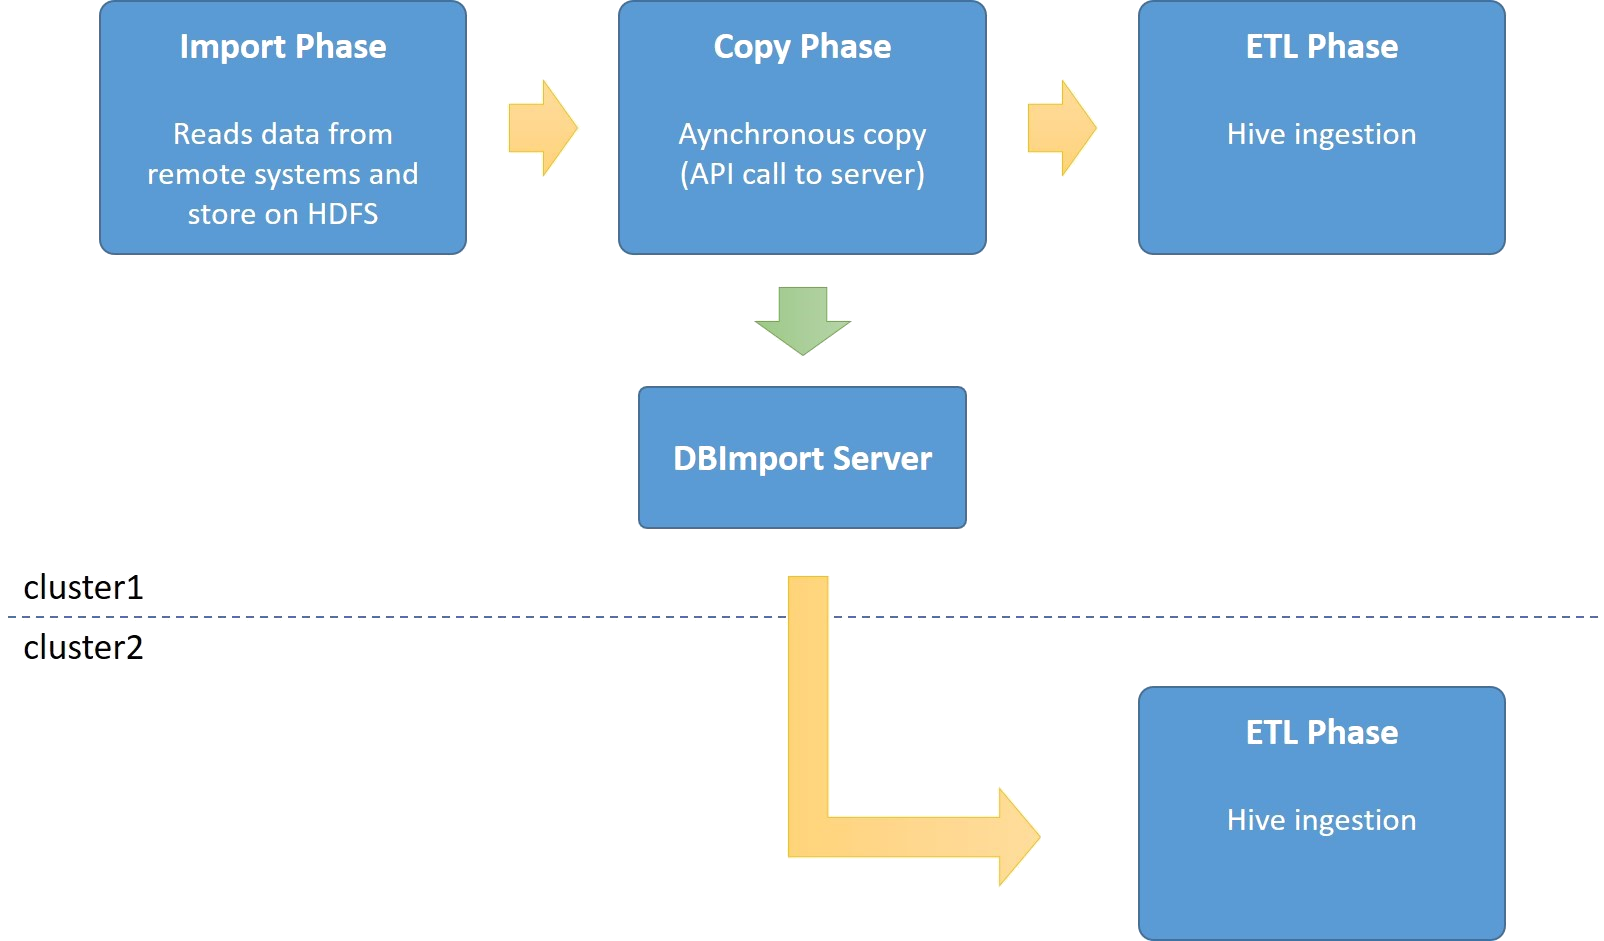 Import Phase
Reads data from
remote systems and
store on HDFS
Copy Phase
Aynchronous copy
(API call to server)
ETL Phase
Hive ingestion
DBImport Server
cluster1
cluster2
ETL Phase
Hive ingestion